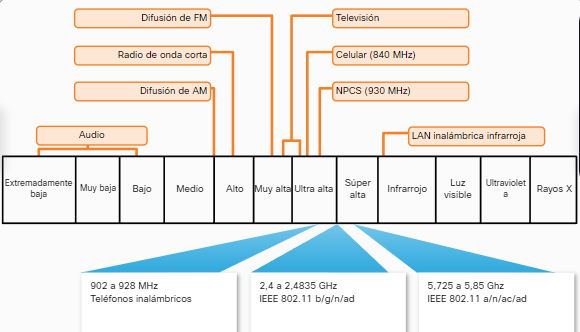 Difusión de FM
Televisión
Radio de onda corta
Celular (840 MHz)
Difusión de AM
NPCS (930 MHz)
Audio
LAN inalámbrica infrarroja
Extremadamente
baja
Muy baja
Bajo
Medio
Alto
Muy alta
Ultra alta
Súper
alta
Infrarrojo
Luz
visible
Ultraviolet
a
Rayos X
902 a 928 MHz
Teléfonos inalámbricos
2,4 a 2,4835 GHz
IEEE 802.11 b/g/n/ad
5,725 a 5,85 Ghz
IEEE 802.11 a/n/ac/ad